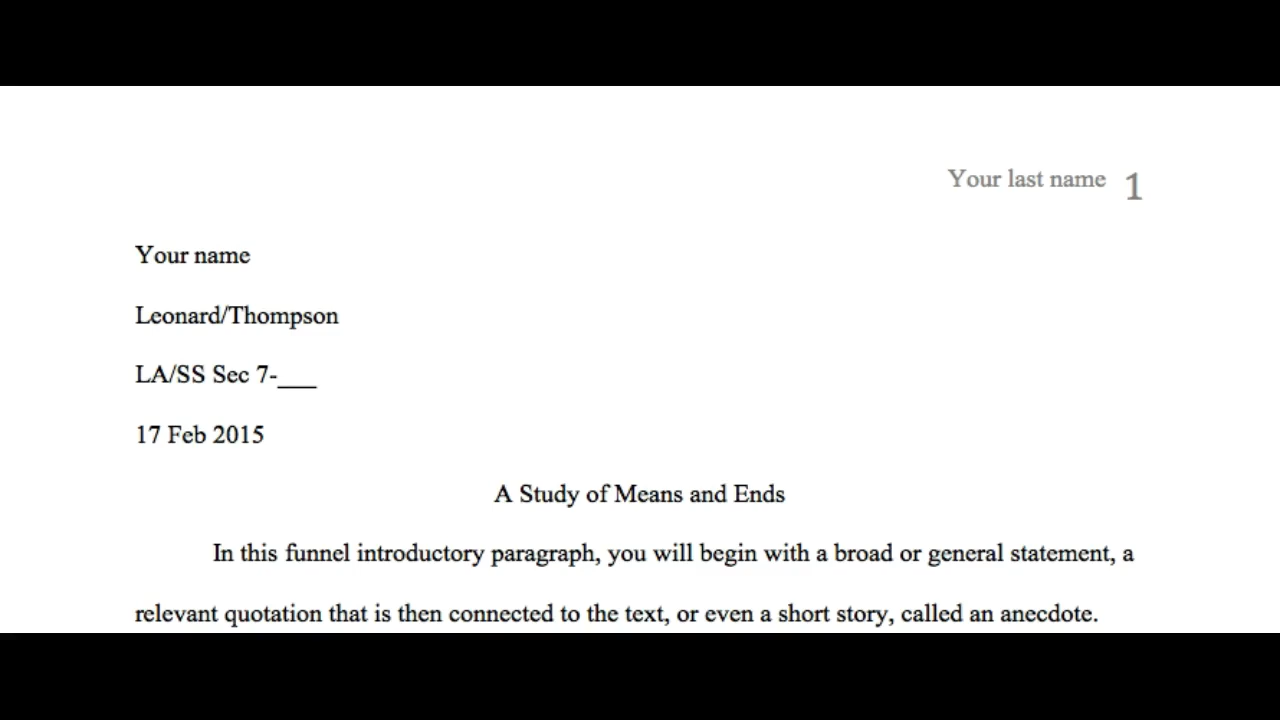 Your last name 1
Your name
Leonard/Thompson
LA/SS Sec 7-___
17 Feb 2015
A Study of Means and Ends
In this funnel introductory paragraph, you will begin with a broad or general statement, a
relevant quotation that is then connected to the text, or even a short story, called an anecdote.